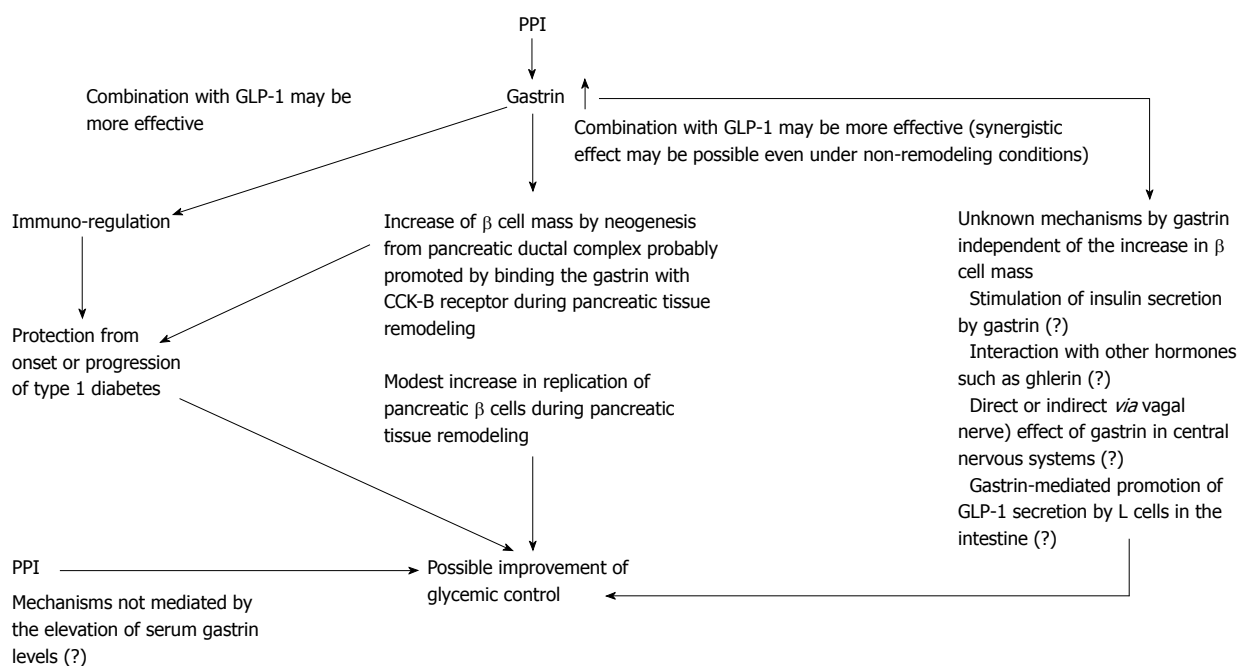 PPI
Combination with GLP-1 may be
more effective
Gastrin
Combination with GLP-1 may be more effective (synergistic
effect may be possible even under non-remodeling conditions)
Immuno-regulation
Increase of β cell mass by neogenesis
from pancreatic ductal complex probably
promoted by binding the gastrin with
CCK-B receptor during pancreatic tissue
remodeling
Modest increase in replication of
pancreatic β cells during pancreatic
tissue remodeling
Unknown mechanisms by gastrin
independent of the increase in β
cell mass
Stimulation of insulin secretion
by gastrin (?)
Interaction with other hormones
such as ghlerin (?)
Direct or indirect via vagal
nerve) effect of gastrin in central
nervous systems (?)
Gastrin-mediated promotion of
GLP-1 secretion by L cells in the
intestine (?)
Protection from
onset or progression
of type 1 diabetes
PPI
Mechanisms not mediated by
the elevation of serum gastrin
levels (?)
Possible improvement of
glycemic control